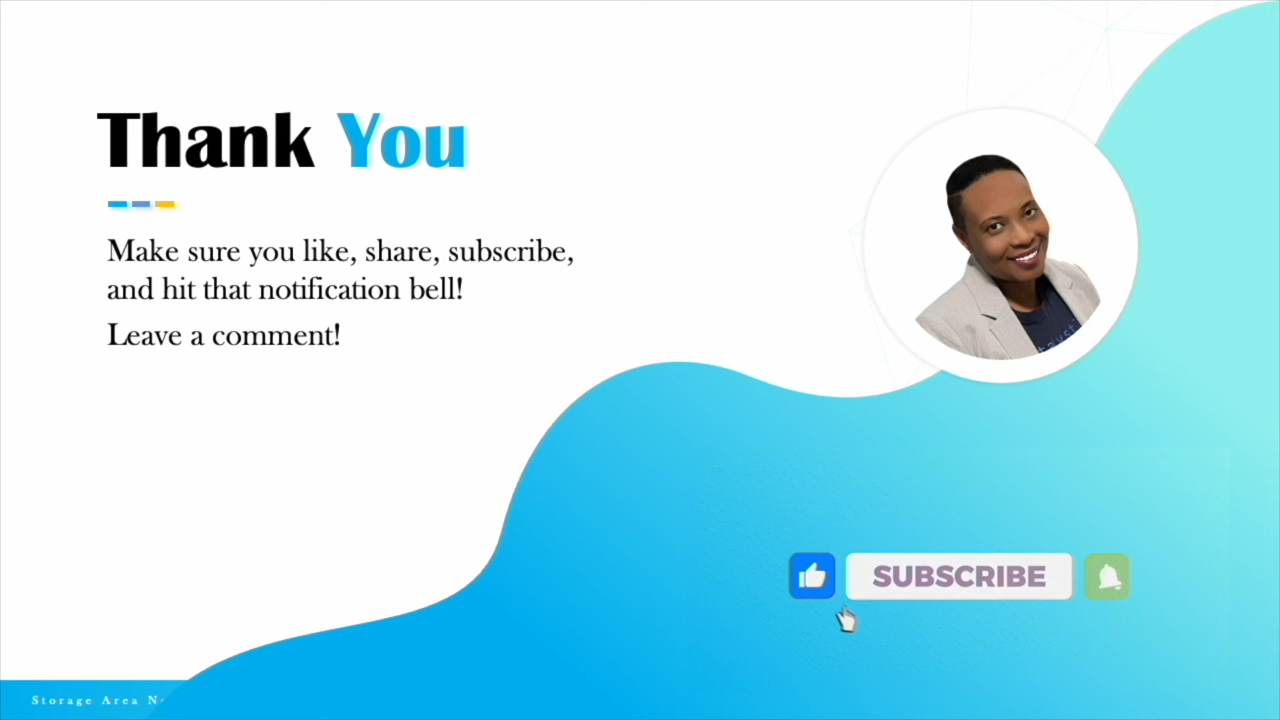 Thank You
Make sure you like, share, subscribe,
and hit that notification bell!
Leave a comment!
SUBSCRIBE
Storage Area